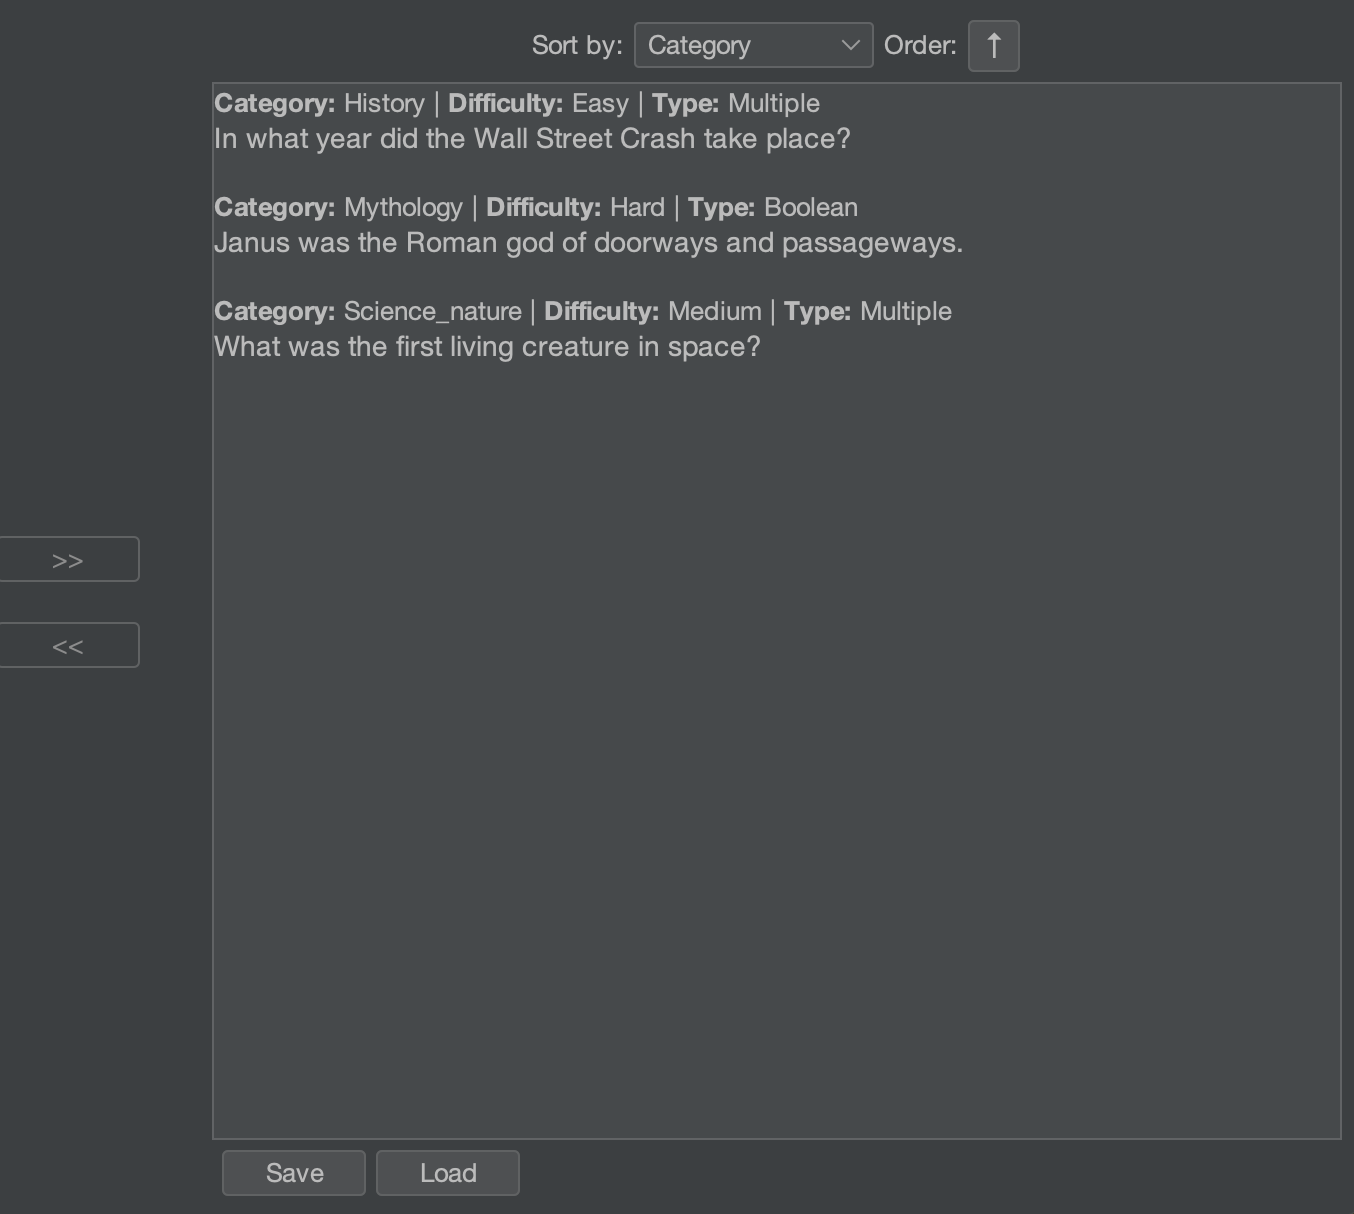 Sort by: Category Order: ↑
Category: History | Difficulty: Easy | Type: Multiple
In what year did the Wall Street Crash take place?
Category: Mythology | Difficulty: Hard | Type: Boolean
Janus was the Roman god of doorways and passageways.
Category: Science_nature | Difficulty: Medium | Type: Multiple
What was the first living creature in space?
>>
<<
Save Load